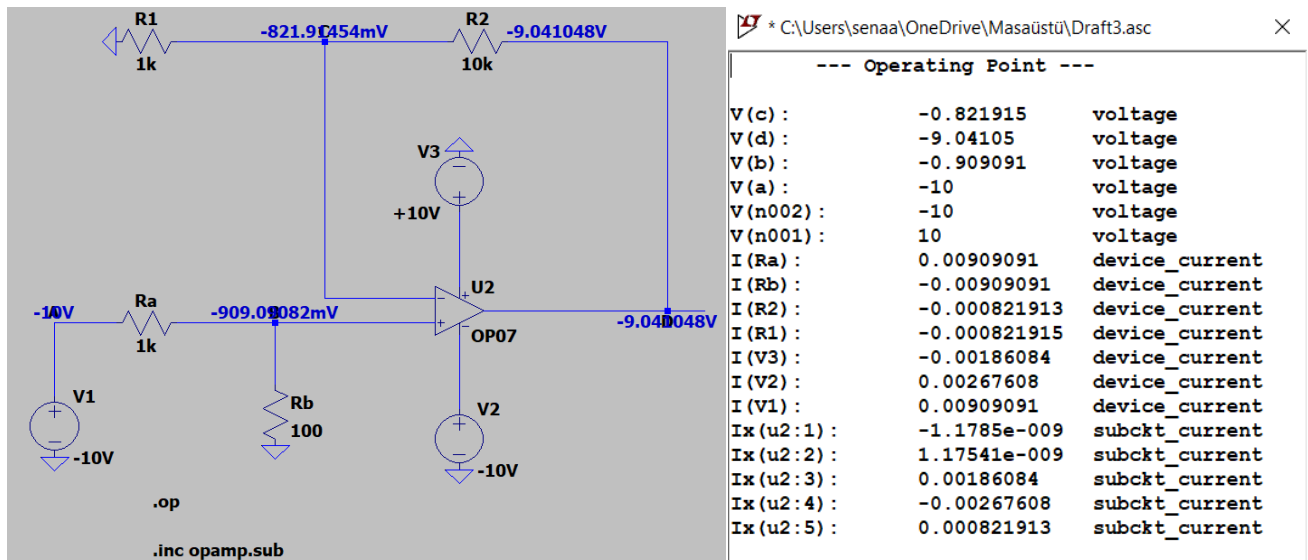 R1
-821.91454mV
C
R2
-9.041048V
1k
10k
V3
+10V
U2
OP07
-10V
A
Ra
-909.09082mV
B
-9.041048V
D
1k
V1
-10V
Rb
100
V2
-10V
.op
.inc opamp.sub
* C:\Users\senaa\OneDrive\Masaüstü\Draft3.asc
--- Operating Point ---
V(c): -0.821915 voltage
V(d): -9.04105 voltage
V(b): -0.909091 voltage
V(a): -10 voltage
V(n002): -10 voltage
V(n001): 10 voltage
I(Ra): 0.00909091 device_current
I(Rb): -0.00909091 device_current
I(R2): -0.000821913 device_current
I(R1): -0.000821915 device_current
I(V3): -0.00186084 device_current
I(V2): 0.00267608 device_current
I(V1): 0.00909091 device_current
Ix(u2:1): -1.1785e-009 subckt_current
Ix(u2:2): 1.17541e-009 subckt_current
Ix(u2:3): 0.00186084 subckt_current
Ix(u2:4): -0.00267608 subckt_current
Ix(u2:5): 0.000821913 subckt_current